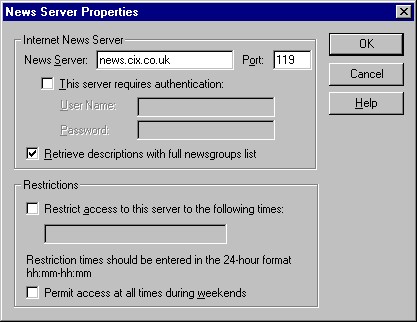 News Server Properties
Internet News Server
News Server: news.cix.co.uk Port: 119
This server requires authentication:
User Name:
Password:
Retrieve descriptions with full newsgroups list
OK
Cancel
Help
Restrictions
Restrict access to this server to the following times:
Restriction times should be entered in the 24-hour format
hh:mm-hh:mm
Permit access at all times during weekends